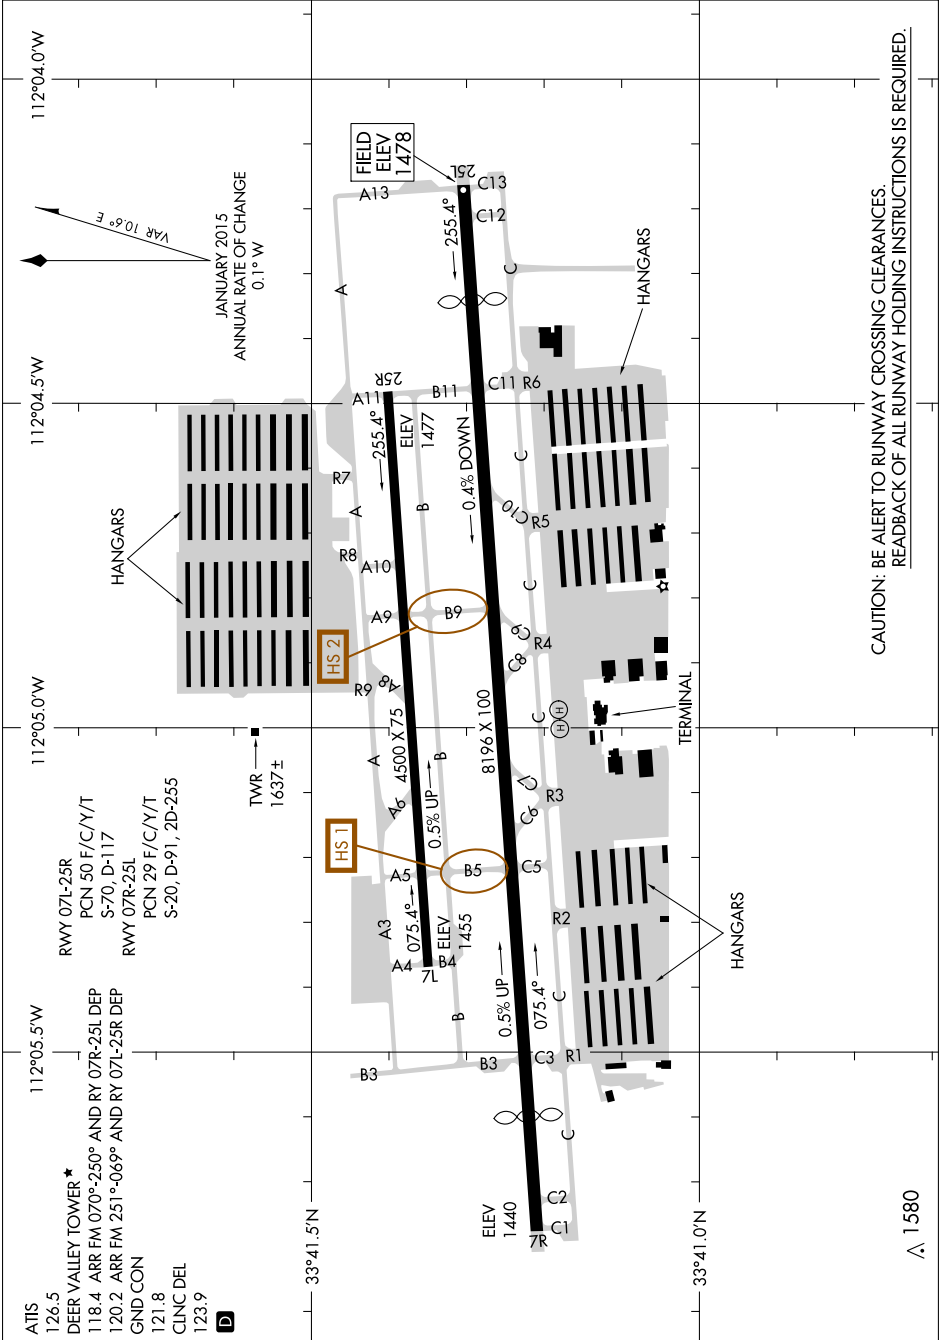 ATIS
126.5
DEER VALLEY TOWER★
118.4 ARR FM 070°-250° AND RY 07R-25L DEP
120.2 ARR FM 251°-069° AND RY 07L-25R DEP
GND CON
121.8
CLNC DEL
123.9
D
RWY 07L-25R
PCN 50 F/C/Y/T
S-70, D-117
RWY 07R-25L
PCN 29 F/C/Y/T
S-20, D-91, 2D-255
112°05.5'W
112°05.0'W
112°04.5'W
112°04.0'W
VAR 10.6° E
JANUARY 2015
ANNUAL RATE OF CHANGE
0.1° W
TWR
1637±
HANGARS
33°41.5'N
33°41.0'N
HS 1
HS 2
FIELD
ELEV
1478
B3
A4
A3
A5
A6
A
R9
A8
A9
A10
R8
A
R7
A11
A
A13
7L
075.4°
4500 X 75
255.4°
25R
B4
ELEV
1455
0.5% UP
ELEV
1477
B
B3
B5
B
B9
B
B11
ELEV
1440
7R
0.5% UP
075.4°
8196 X 100
0.4% DOWN
255.4°
25L
C1
C2
C
C3
R1
C
R2
C5
C6
C7
R3
C
H
H
C8
C9
R4
C
C10
R5
C
C11
R6
C
C12
C13
HANGARS
TERMINAL
HANGARS
1580
CAUTION: BE ALERT TO RUNWAY CROSSING CLEARANCES.
READBACK OF ALL RUNWAY HOLDING INSTRUCTIONS IS REQUIRED.